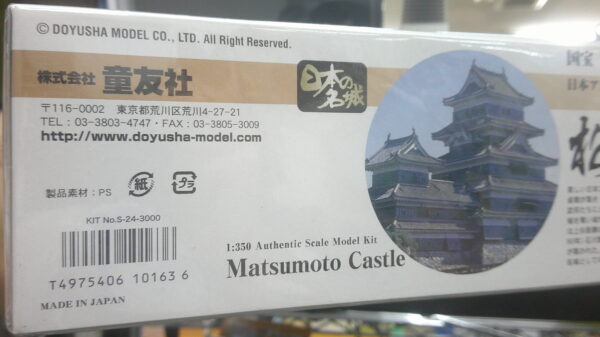 © DOYUSHA MODEL CO., LTD. All Right Reserved.
株式会社 童友社
〒116-0002 東京都荒川区荒川4-27-21
TEL : 03-3803-4747・FAX : 03-3805-3009
http://www.doyusha-model.com
日本の名城
製品素材 : PS
紙
プラ
KIT No.S-24-3000
T4975406 101636
MADE IN JAPAN
1:350 Authentic Scale Model Kit
Matsumoto Castle
国宝
日本ア
松